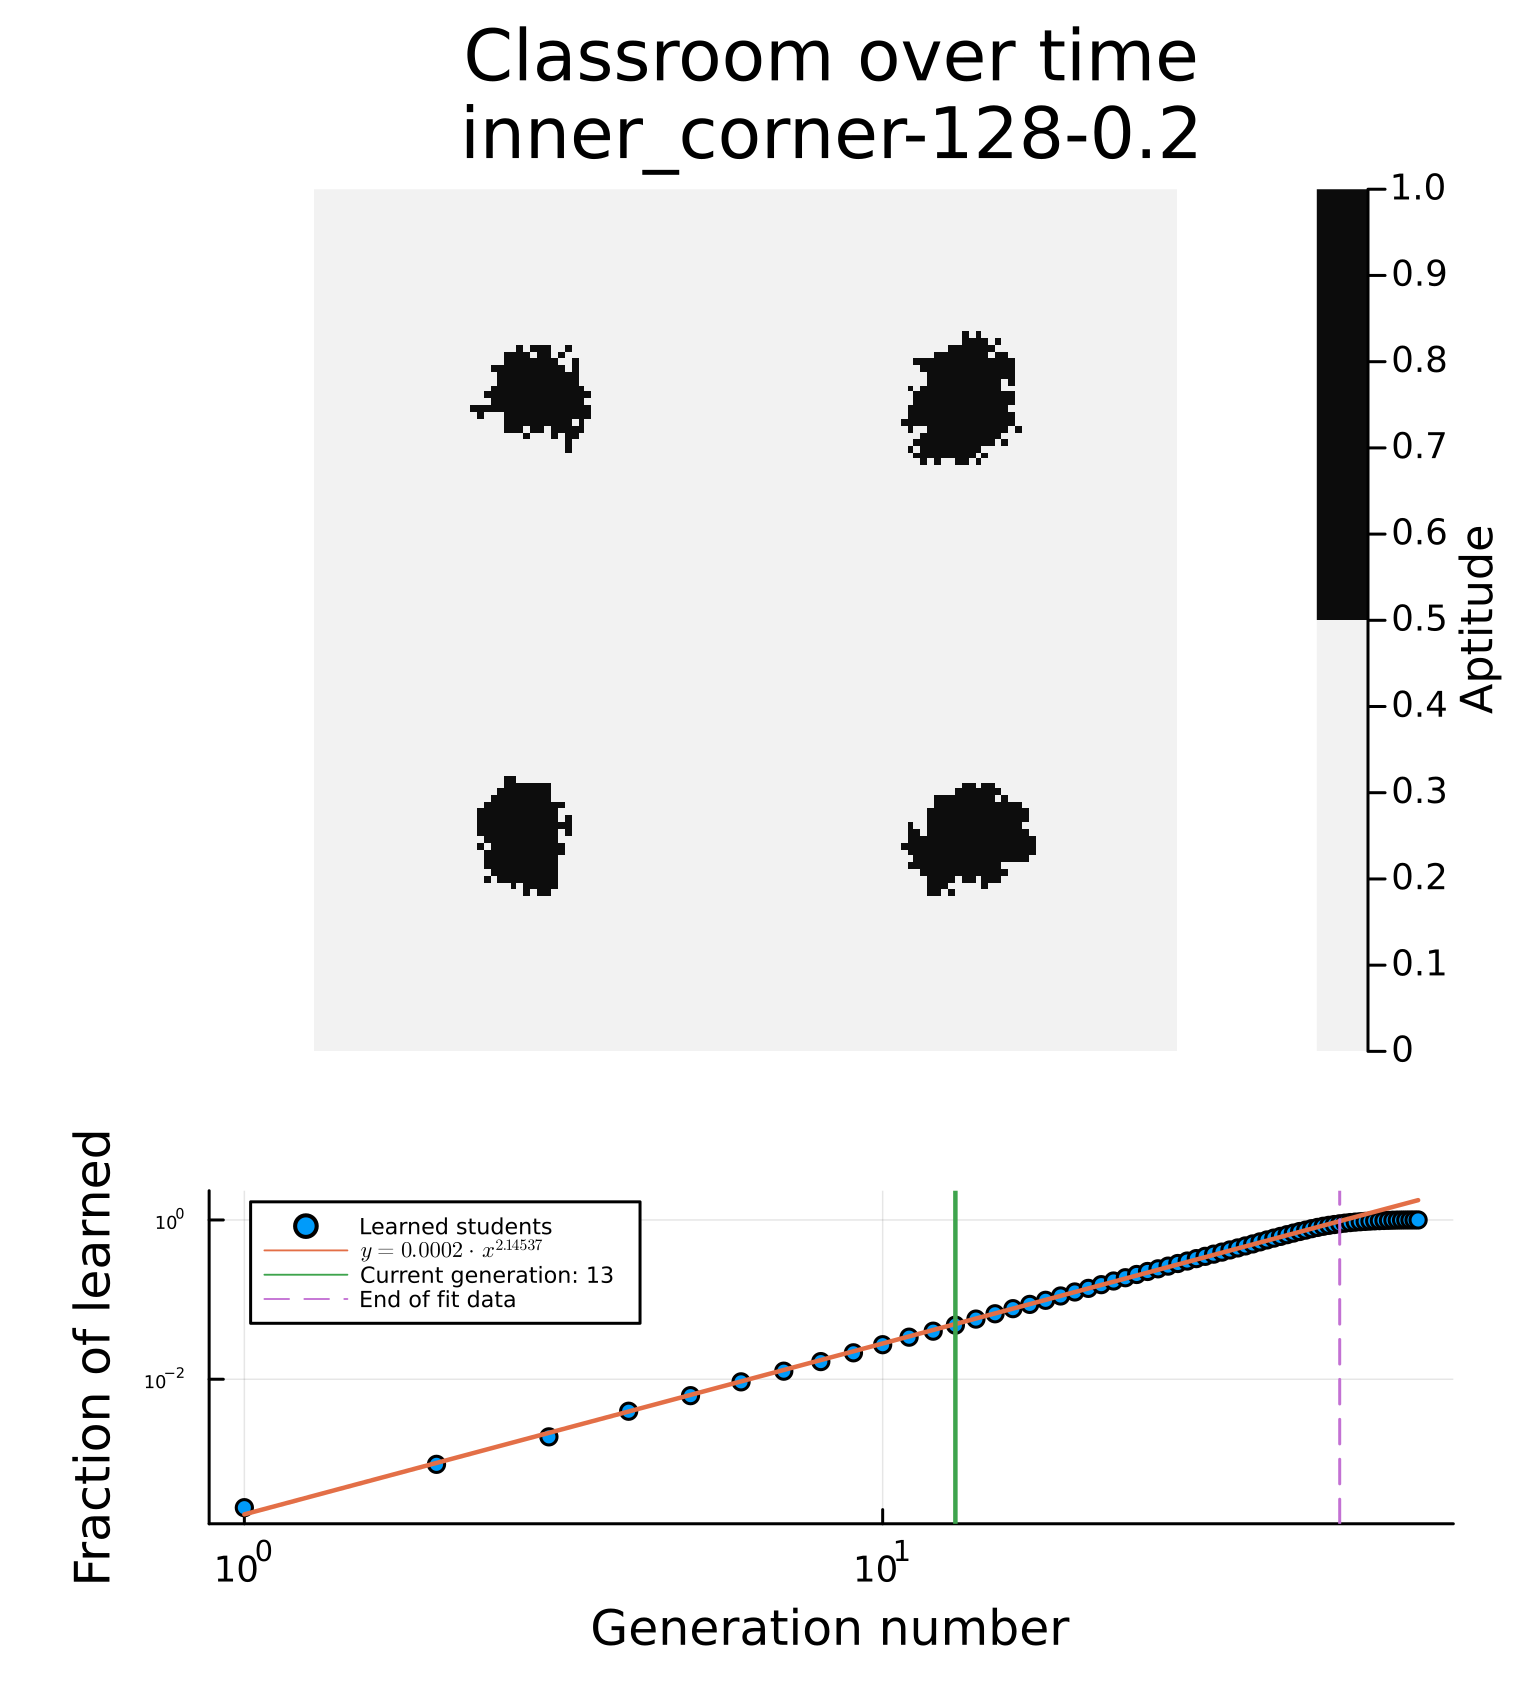 Classroom over time
inner_corner-128-0.2
1.0
0.9
0.8
0.7
0.6
0.5
0.4
0.3
0.2
0.1
0
Aptitude
Fraction of learned
10^0
10^-2
Learned students
y = 0.0002 · x^2.14537
Current generation: 13
End of fit data
10^0
10^1
Generation number